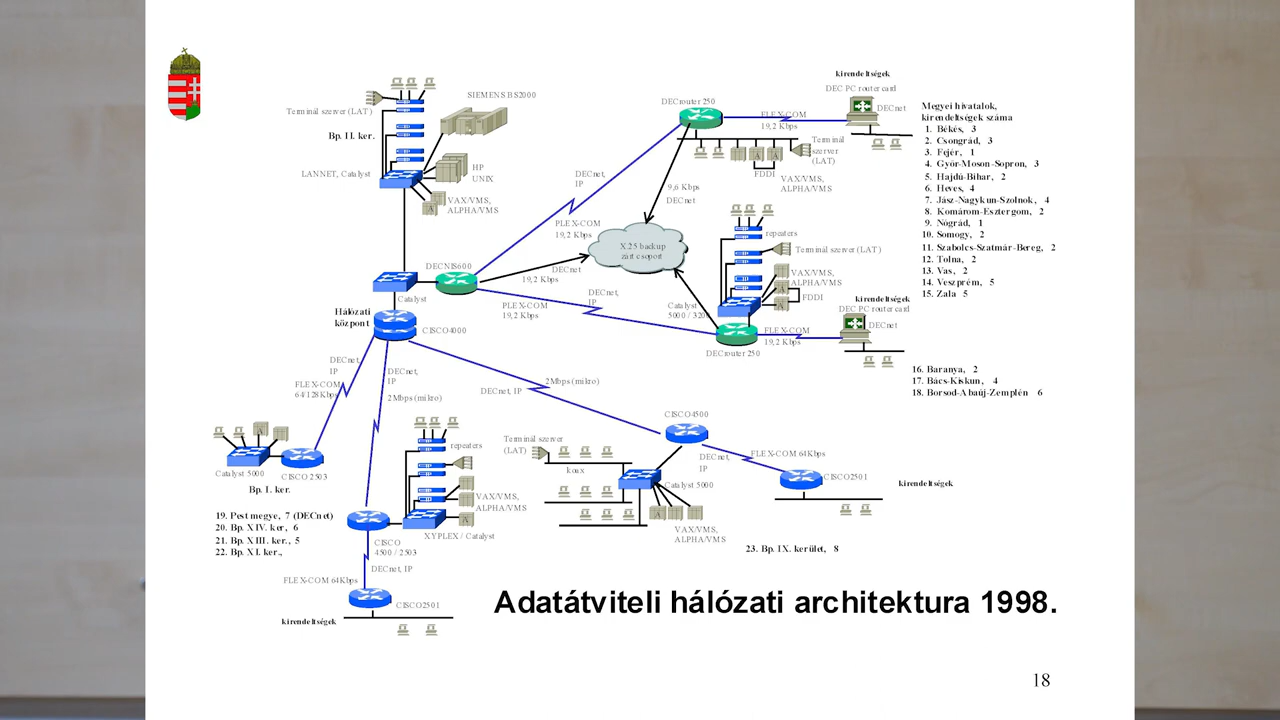 kirendeltségek
DEC PC router card
DECnet
SIEMENS BS2000
Terminál szerver (LAT)
Bp. II. ker.
LANNET, Catalyst
HP
UNIX
VAX/VMS,
ALPHA/VMS
A
DECrouter 250
FLEX-COM
19,2 Kbps
Terminál
szerver
(LAT)
FDDI
VAX/VMS,
ALPHA/VMS
A
A
Megyei hivatalok,
kirendeltségek száma
1. Békés, 3
2. Csongrád, 3
3. Fejér, 1
4. Győr-Moson-Sopron, 3
5. Hajdú-Bihar, 2
6. Heves, 4
7. Jász-Nagykun-Szolnok, 4
8. Komárom-Esztergom, 2
9. Nógrád, 1
10. Somogy, 2
11. Szabolcs-Szatmár-Bereg, 2
12. Tolna, 2
13. Vas, 2
14. Veszprém, 5
15. Zala 5
DECnet,
IP
9,6 Kbps
DECnet
FLEX-COM
19,2 Kbps
X.25 backup
zárt csoport
repeaters
Terminál szerver (LAT)
VAX/VMS,
ALPHA/VMS
A
A
FDDI
DECNIS600
DECnet
19,2 Kbps
Catalyst
FLEX-COM
19,2 Kbps
DECnet,
IP
Catalyst
5000 / 3200
kirendeltségek
DEC PC router card
DECnet
FLEX-COM
19,2 Kbps
DECrouter 250
Hálózati
központ
CISCO4000
16. Baranya, 2
17. Bács-Kiskun, 4
18. Borsod-Abaúj-Zemplén 6
DECnet,
IP
FLEX-COM
64/128Kbps
DECnet,
IP
2Mbps (mikro)
2Mbps (mikro)
DECnet, IP
A
Catalyst 5000
CISCO 2503
Bp. I. ker.
19. Pest megye, 7 (DECnet)
20. Bp. XIV. ker, 6
21. Bp. XIII. ker., 5
22. Bp. XI. ker.,
repeaters
VAX/VMS,
ALPHA/VMS
A
XYPLEX / Catalyst
CISCO
4500 / 2503
DECnet, IP
FLEX-COM 64Kbps
CISCO2501
kirendeltségek
Terminál szerver
(LAT)
koax
CISCO4500
DECnet,
IP
Catalyst 5000
A
VAX/VMS,
ALPHA/VMS
FLEX-COM 64Kbps
CISCO2501
kirendeltségek
23. Bp. IX. kerület, 8
Adatátviteli hálózati architektura 1998.
18